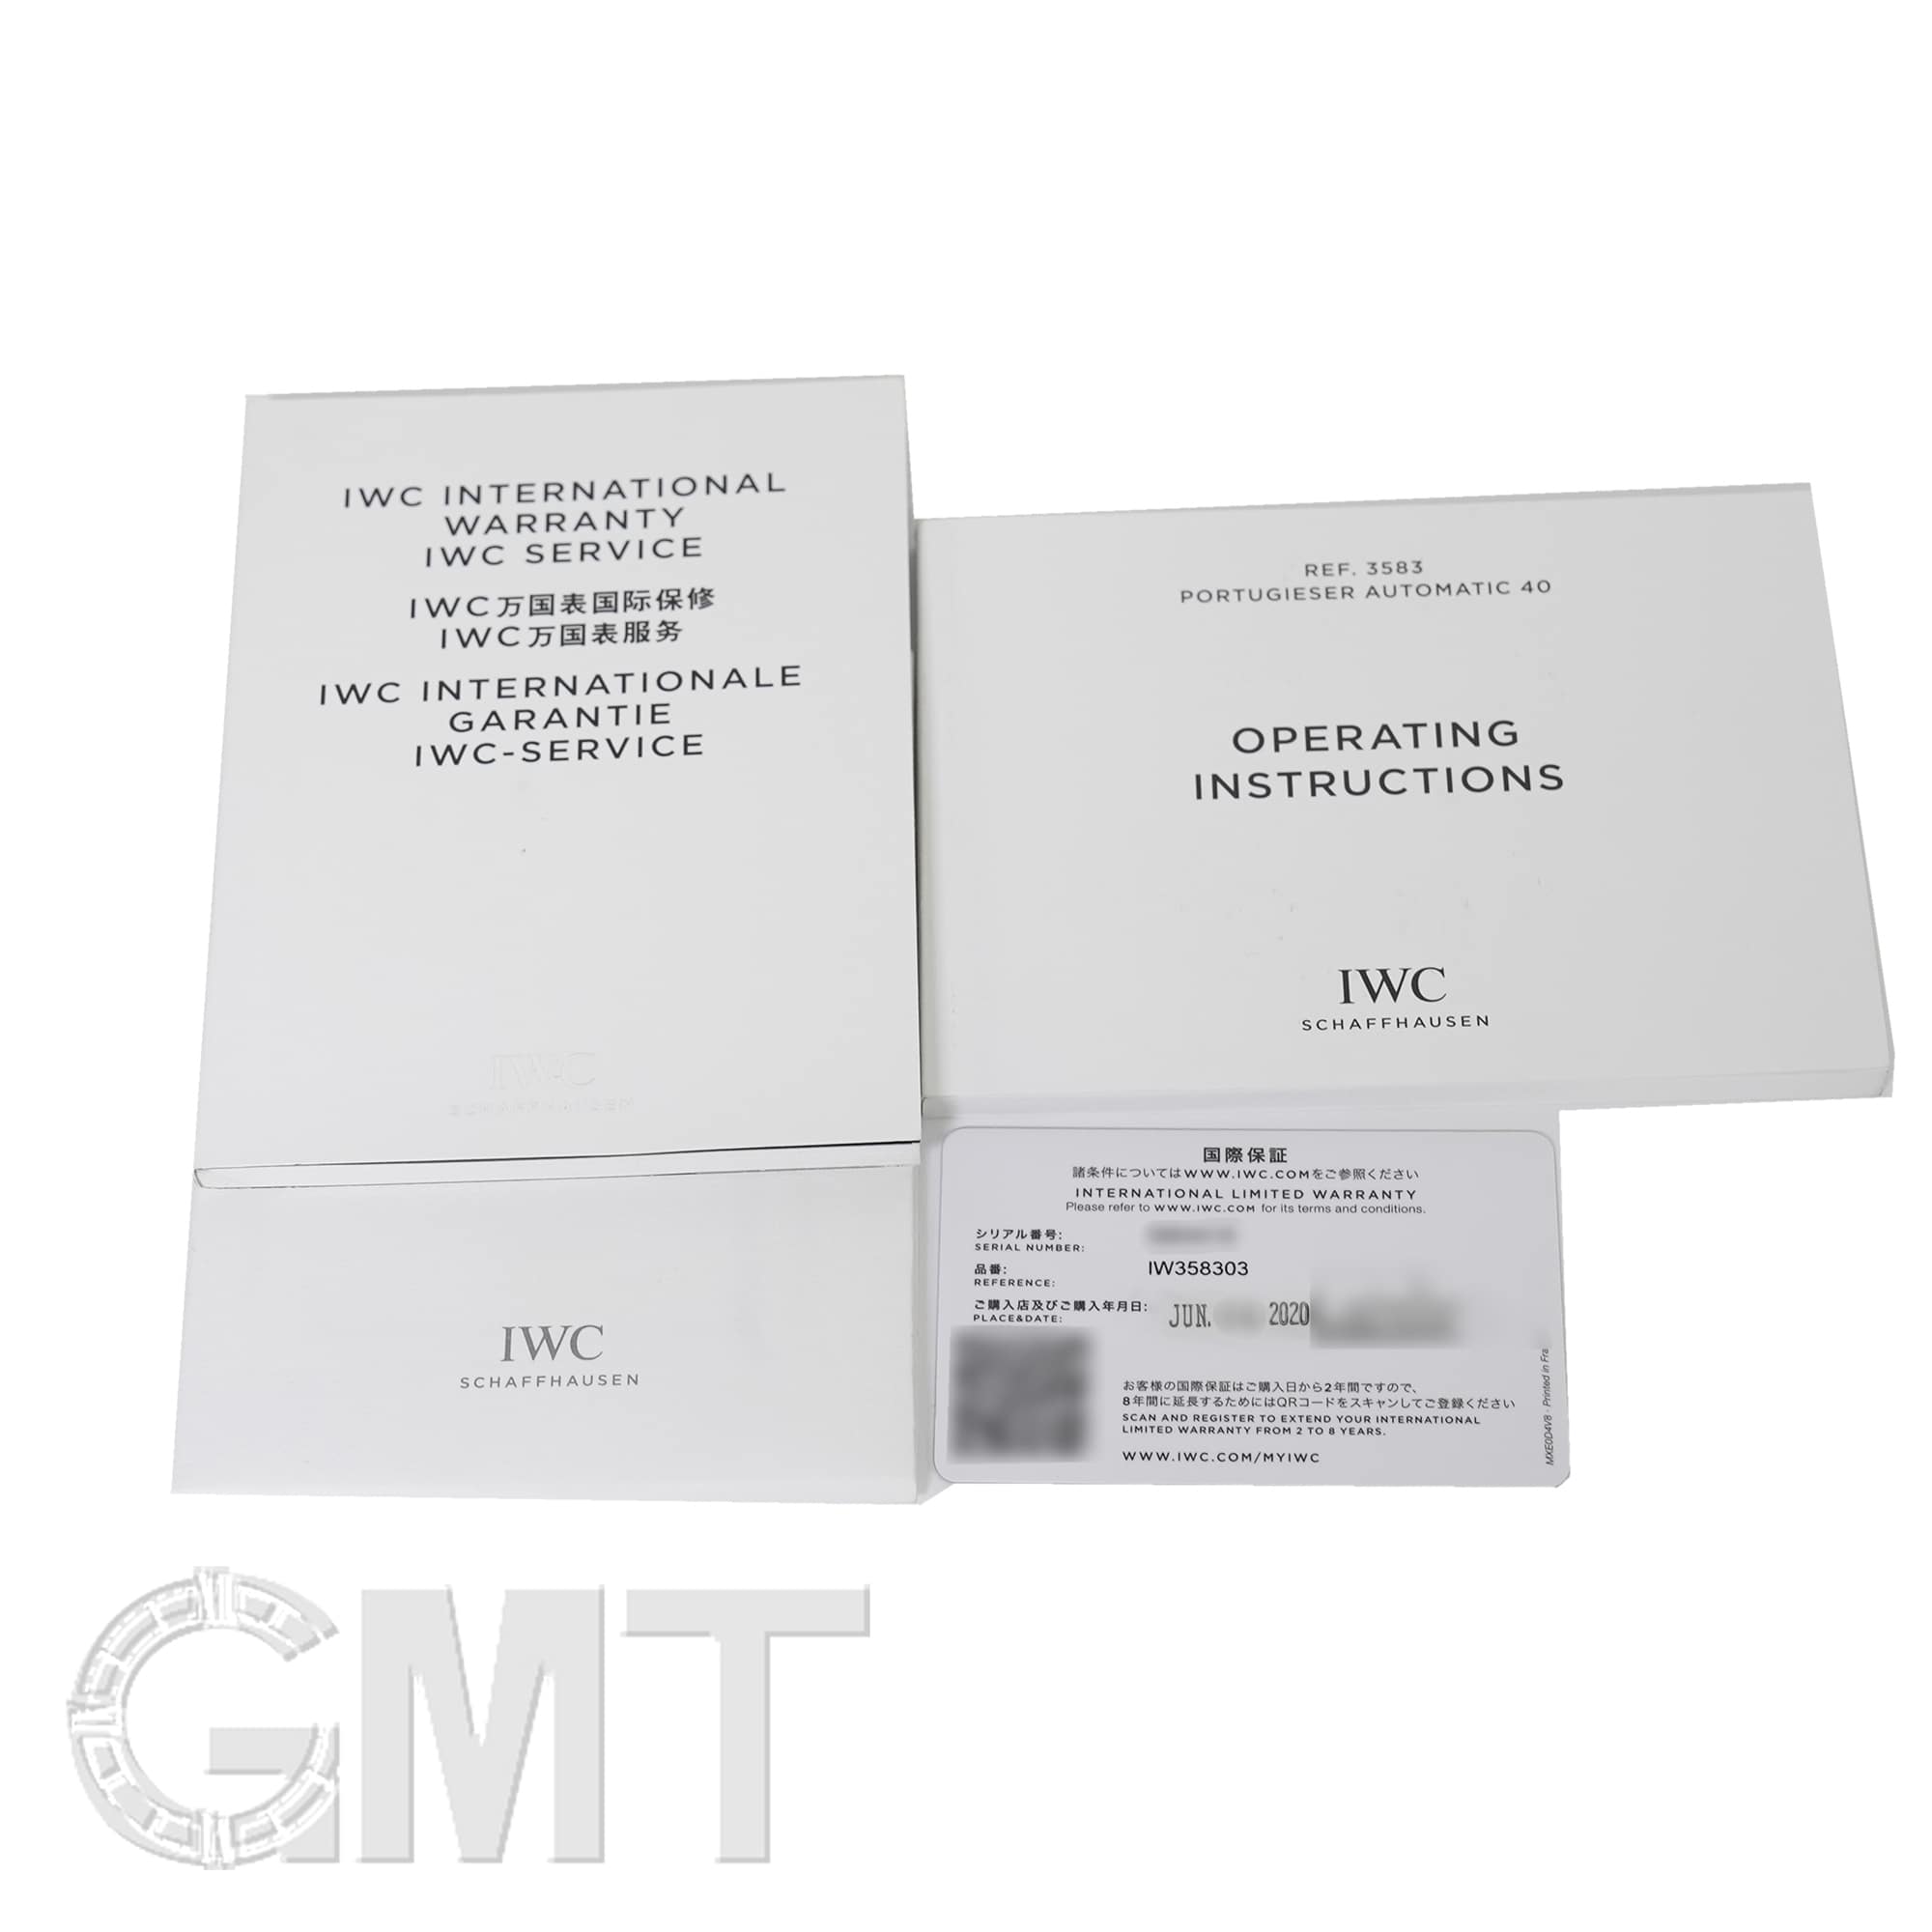 IWC INTERNATIONAL
WARRANTY
IWC SERVICE
IWC万国表国际保修
IWC万国表服务
IWC INTERNATIONALE
GARANTIE
IWC-SERVICE
IWC
IWC
SCHAFFHAUSEN
REF. 3583
PORTUGIESER AUTOMATIC 40
OPERATING
INSTRUCTIONS
IWC
SCHAFFHAUSEN
国際保証
諸条件についてはWWW.IWC.COMをご参照ください
INTERNATIONAL LIMITED WARRANTY
Please refer to WWW.IWC.COM for its terms and conditions.
シリアル番号:
SERIAL NUMBER:
品番: IW358303
REFERENCE:
ご購入店及びご購入年月日: JUN. 2020
PLACE&DATE:
お客様の国際保証はご購入日から2年間ですので、
8年間に延長するためにはQRコードをスキャンしてご登録ください
SCAN AND REGISTER TO EXTEND YOUR INTERNATIONAL
LIMITED WARRANTY FROM 2 TO 8 YEARS.
WWW.IWC.COM/MYIWC
MXE0D4V8 - Printed in Fra
GMT